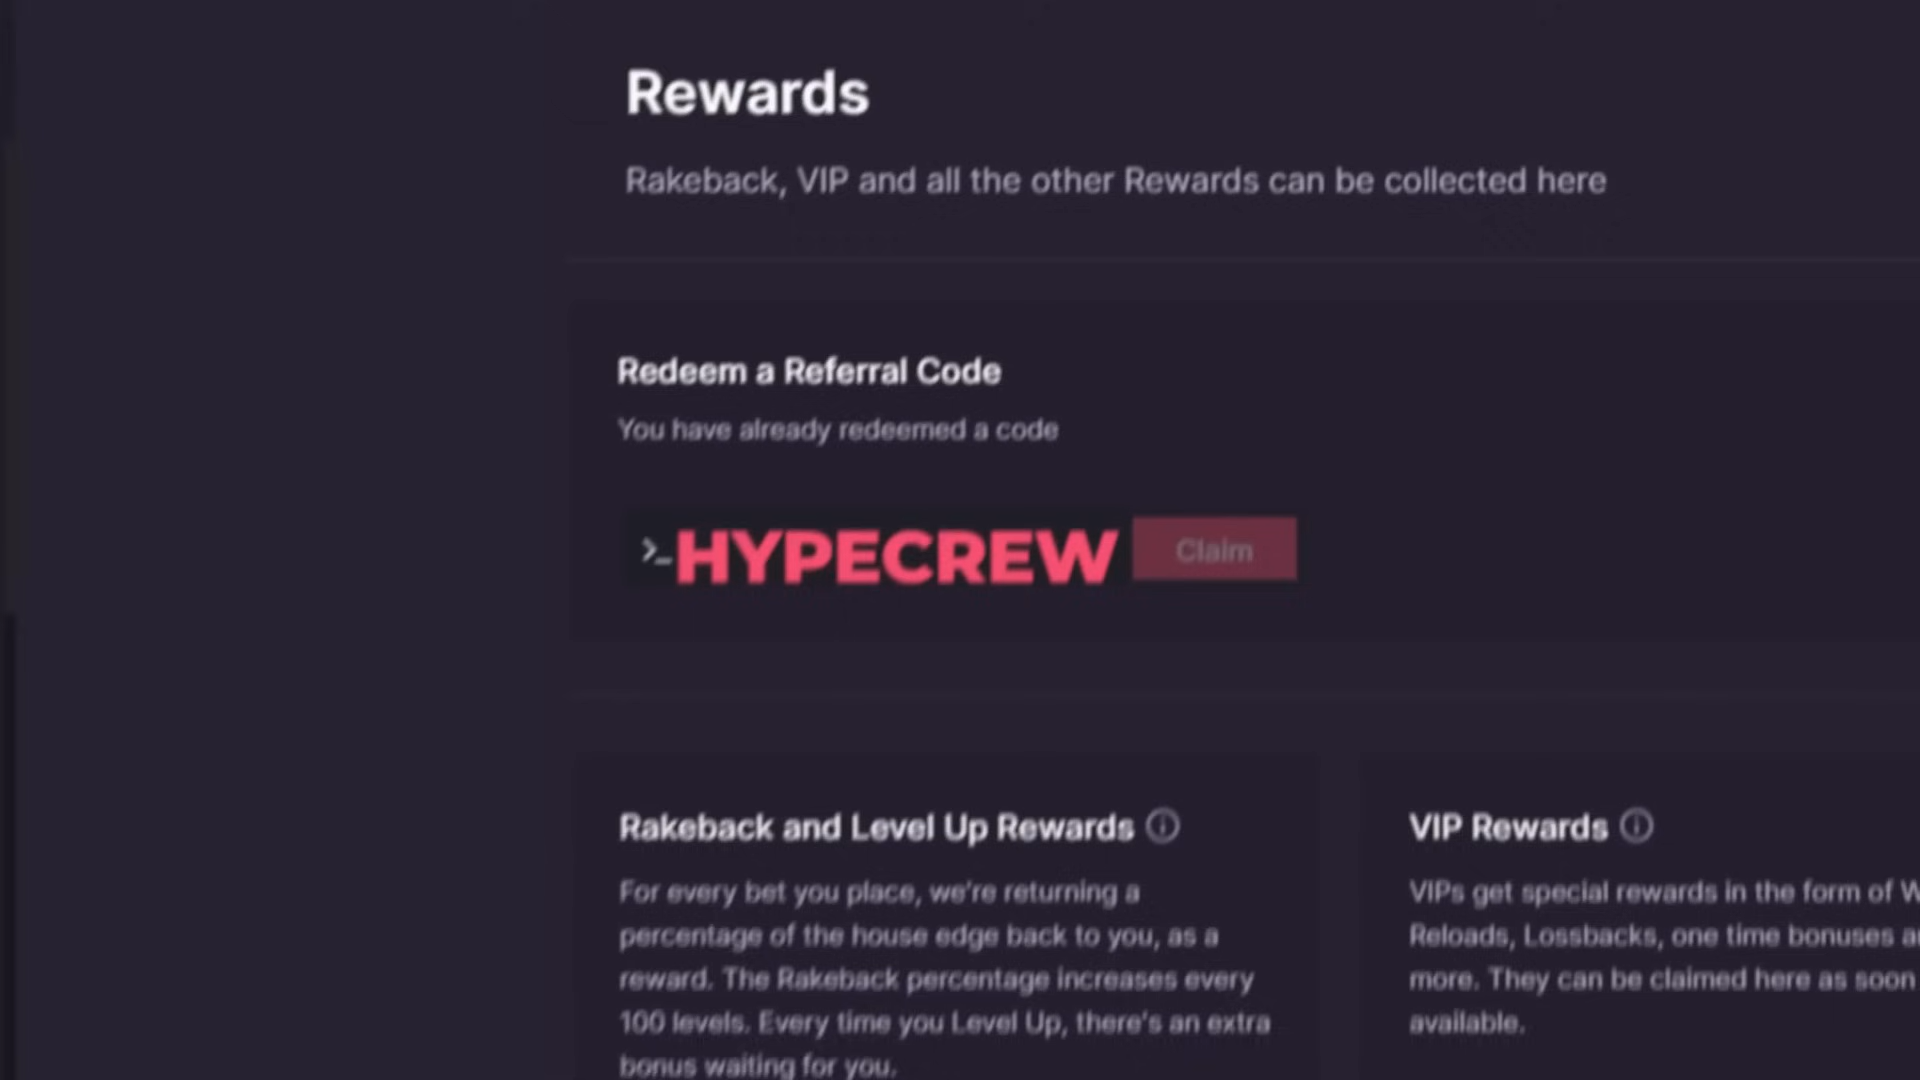 Rewards
Rakeback, VIP and all the other Rewards can be collected here
Redeem a Referral Code
You have already redeemed a code
>_HYPECREW
Claim
Rakeback and Level Up Rewards
For every bet you place, we're returning a
percentage of the house edge back to you, as a
reward. The Rakeback percentage increases every
100 levels. Every time you Level Up, there's an extra
bonus waiting for you.
VIP Rewards
VIPs get special rewards in the form of
Reloads, Lossbacks, one time bonuses
more. They can be claimed here as soon
available.